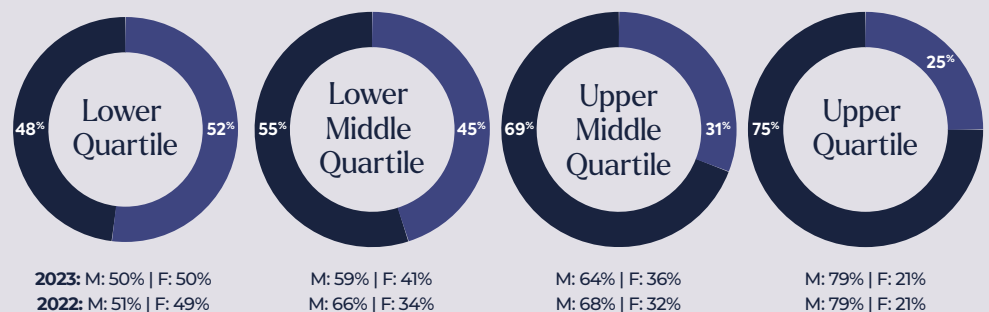 48%
Lower
Quartile
52%
55%
Lower
Middle
Quartile
45%
69%
Upper
Middle
Quartile
31%
75%
Upper
Quartile
25%
2023: M: 50% | F: 50%
2022: M: 51% | F: 49%
M: 59% | F: 41%
M: 66% | F: 34%
M: 64% | F: 36%
M: 68% | F: 32%
M: 79% | F: 21%
M: 79% | F: 21%